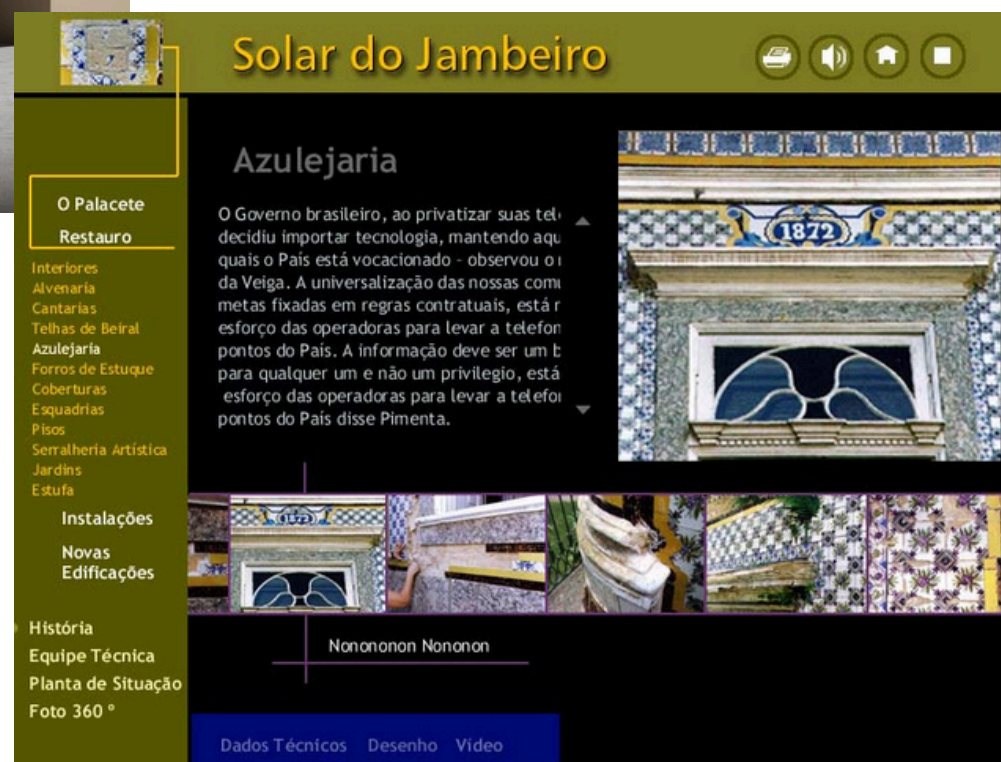 Solar do Jambeiro
O Palacete
Restauro
Interiores
Alvenaria
Cantarias
Telhas de Beiral
Azulejaria
Forros de Estuque
Coberturas
Esquadrias
Pisos
Serralheria Artística
Jardins
Estufa
Instalações
Novas
Edificações
História
Equipe Técnica
Planta de Situação
Foto 360 º
Azulejaria
O Governo brasileiro, ao privatizar suas tel
decidiu importar tecnologia, mantendo aqu
quais o País está vocacionado - observou o
da Veiga. A universalização das nossas com
metas fixadas em regras contratuais, está
esforço das operadoras para levar a telefon
pontos do País. A informação deve ser um b
para qualquer um e não um privilegio, está
esforço das operadoras para levar a telefo
pontos do País disse Pimenta.
1872
1872
Nonononon Nononon
Dados Técnicos Desenho Vídeo